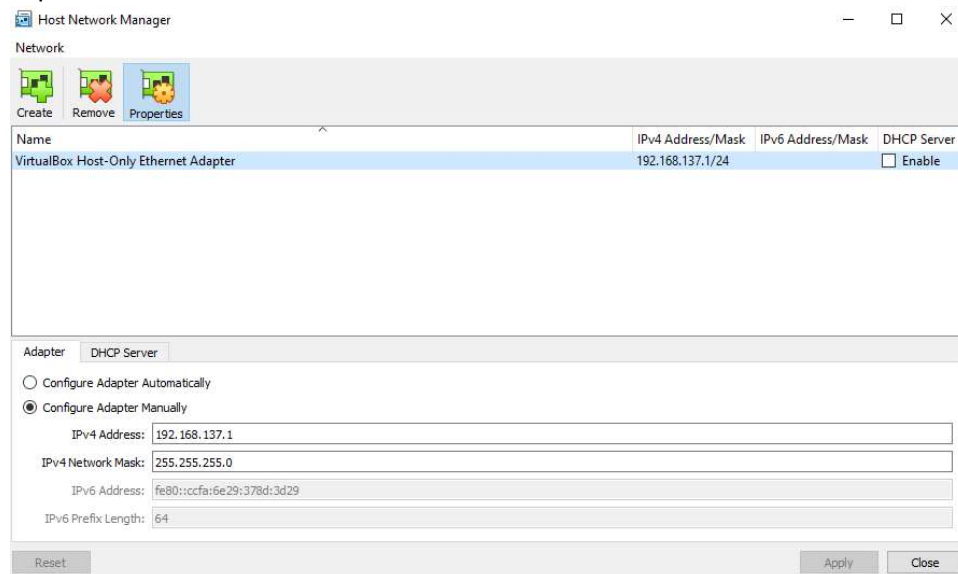 Host Network Manager
Network
Create Remove Properties
Name IPv4 Address/Mask IPv6 Address/Mask DHCP Server
VirtualBox Host-Only Ethernet Adapter 192.168.137.1/24 Enable
Adapter DHCP Server
Configure Adapter Automatically
Configure Adapter Manually
IPv4 Address: 192.168.137.1
IPv4 Network Mask: 255.255.255.0
IPv6 Address: fe80::ccfa:6e29:378d:3d29
IPv6 Prefix Length: 64
Reset Apply Close